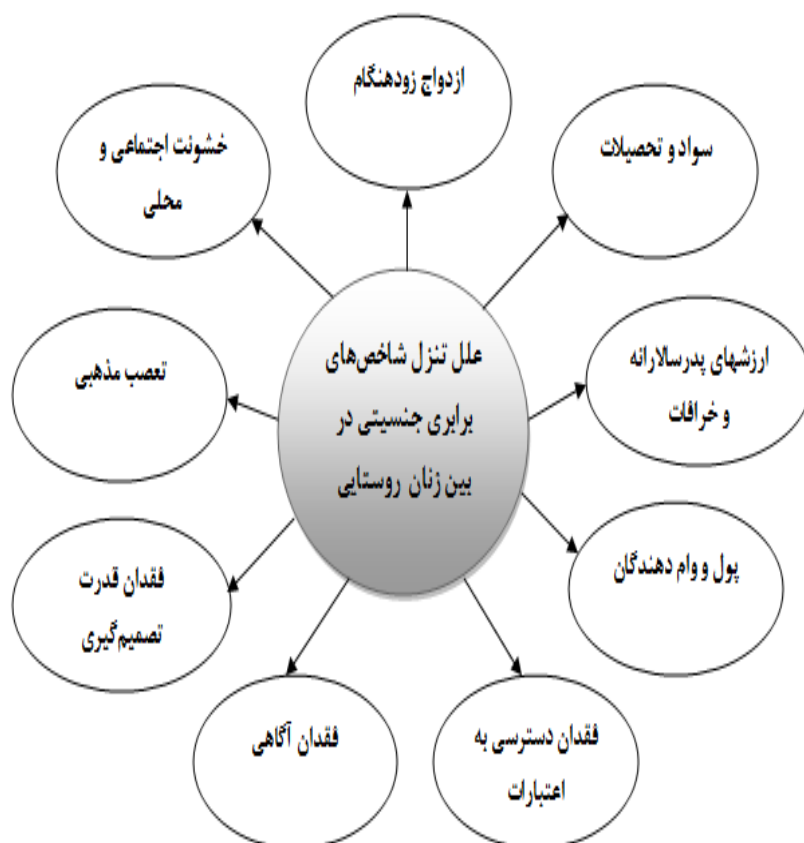 ازدواج زودهنگام
سواد و تحصیلات
ارزشهای پدرسالارانه
و خرافات
پول و وام دهندگان
فقدان دسترسی به
اعتبارات
فقدان آگاهی
فقدان قدرت
تصمیم‌گیری
تعصب مذهبی
خشونت اجتماعی و
محلی
علل تنزل شاخص‌های
برابری جنسیتی در
بین زنان روستایی